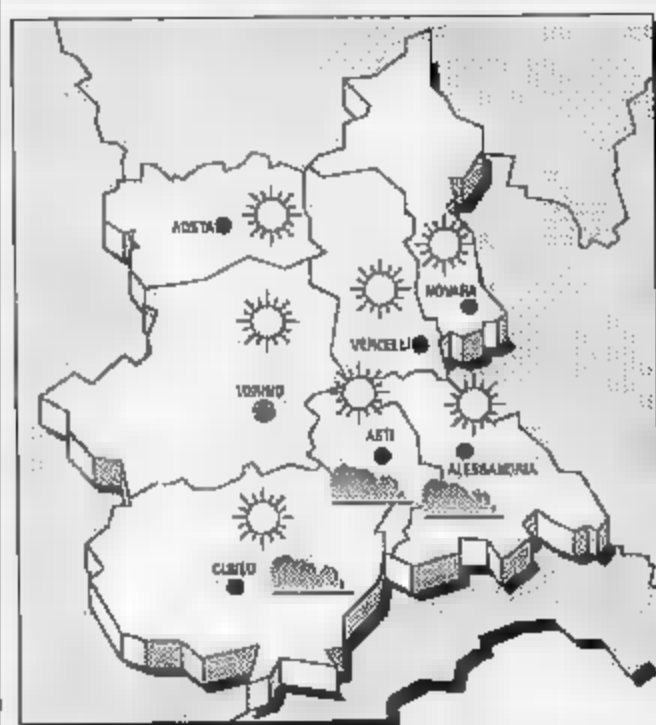 AOSTA
NOVARA
VERCELLI
TORINO
ASTI
ALESSANDRIA
CUNEO